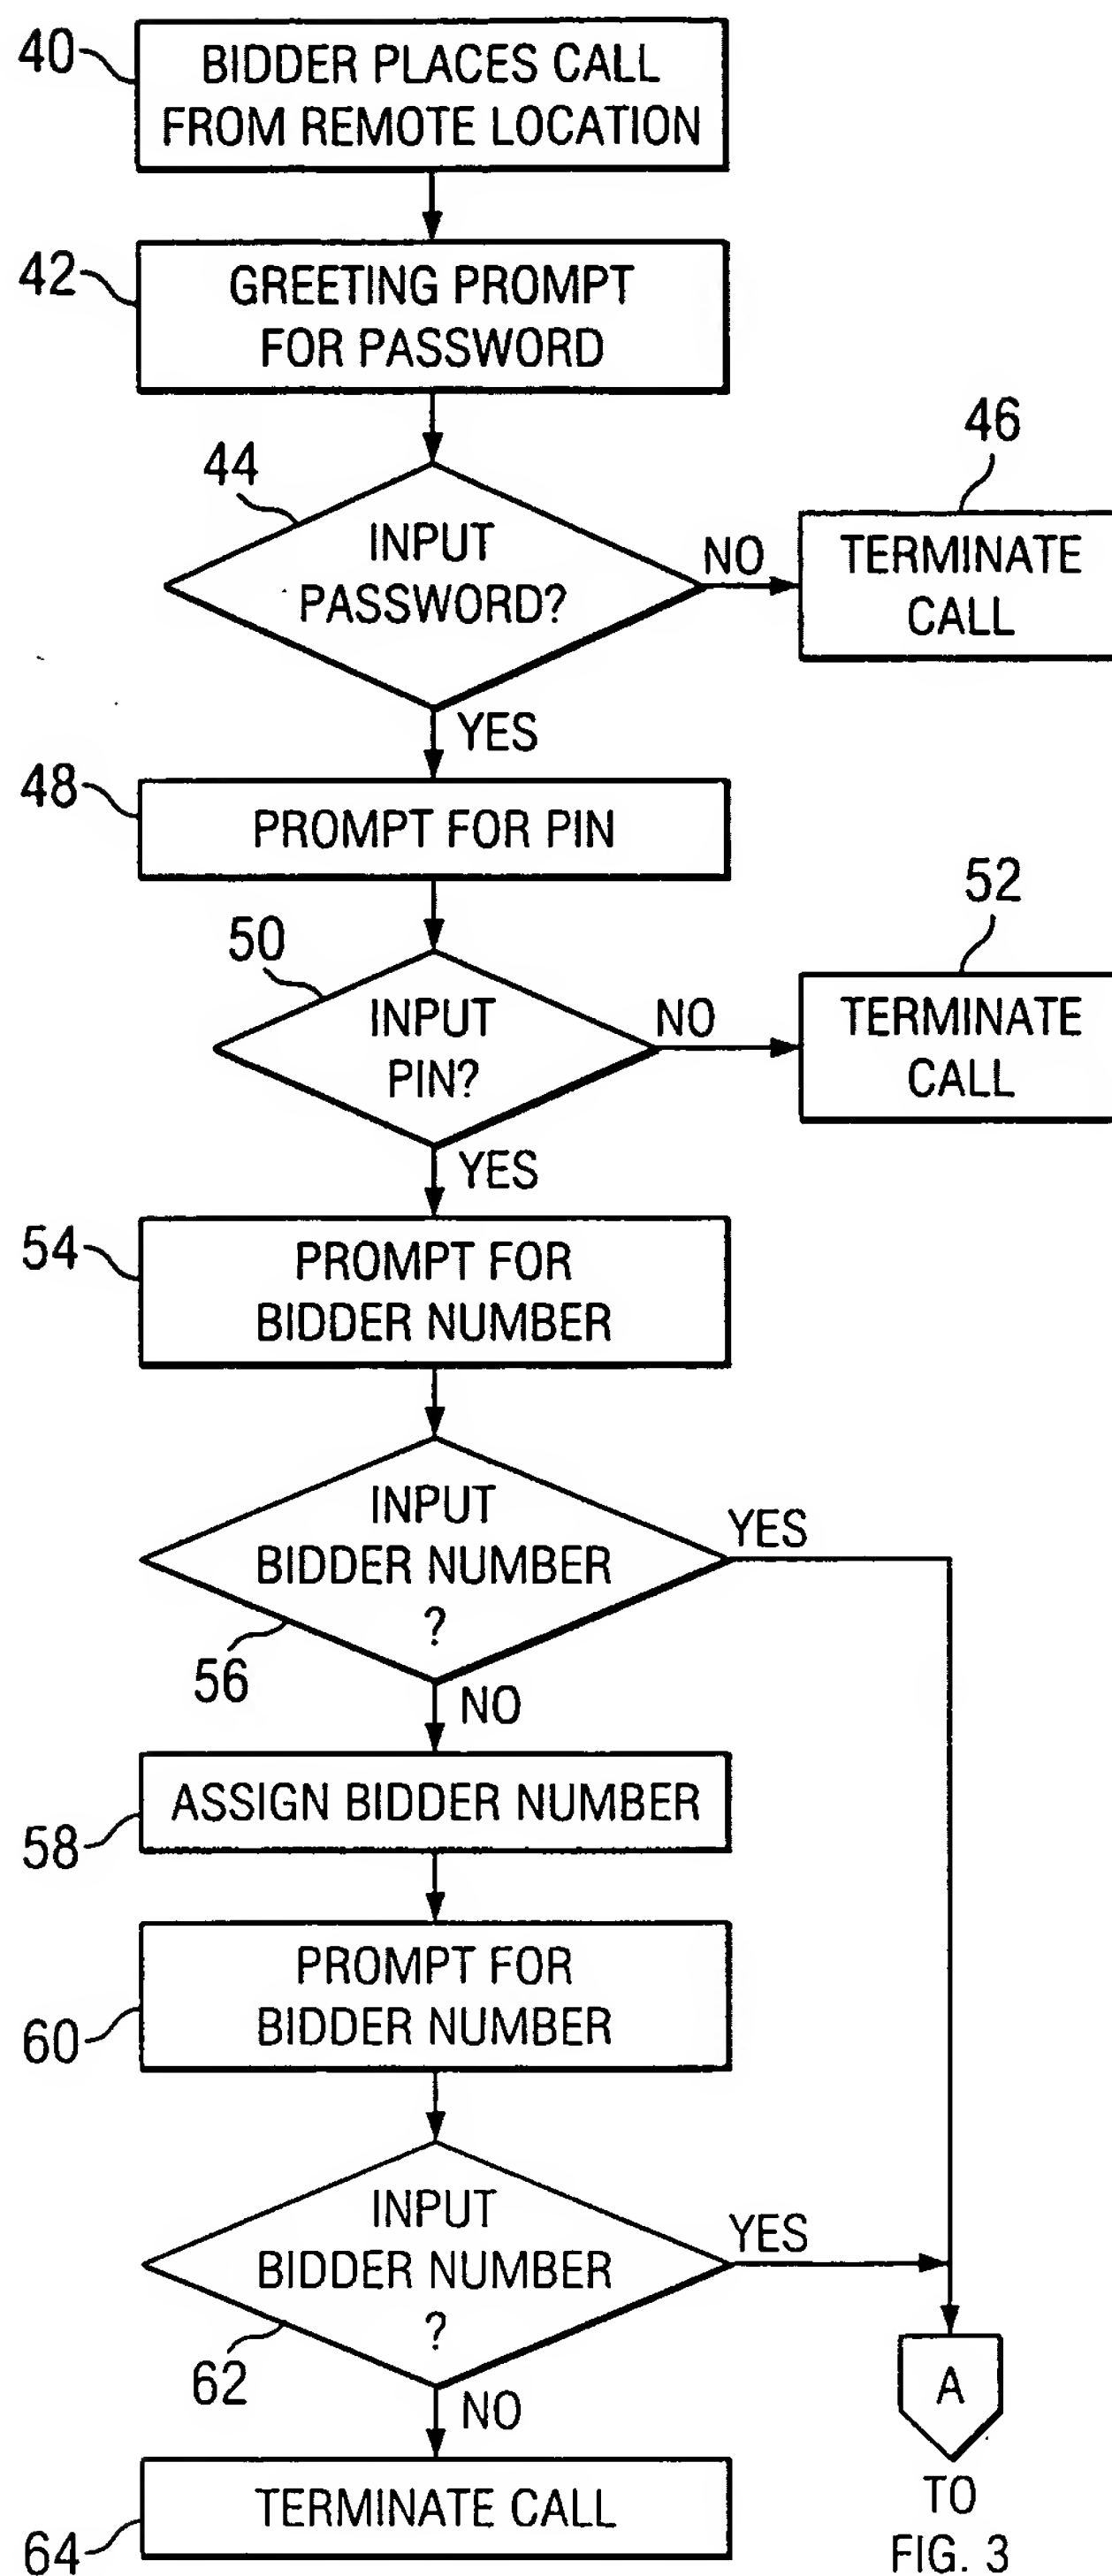 40
BIDDER PLACES CALL
FROM REMOTE LOCATION
42
GREETING PROMPT
FOR PASSWORD
44
INPUT
PASSWORD?
NO
46
TERMINATE
CALL
YES
48
PROMPT FOR PIN
50
INPUT
PIN?
NO
52
TERMINATE
CALL
YES
54
PROMPT FOR
BIDDER NUMBER
INPUT
BIDDER NUMBER
?
YES
56
NO
ASSIGN BIDDER NUMBER
58
PROMPT FOR
BIDDER NUMBER
60
INPUT
BIDDER NUMBER
?
YES
62
NO
A
TERMINATE CALL
64
TO
FIG. 3